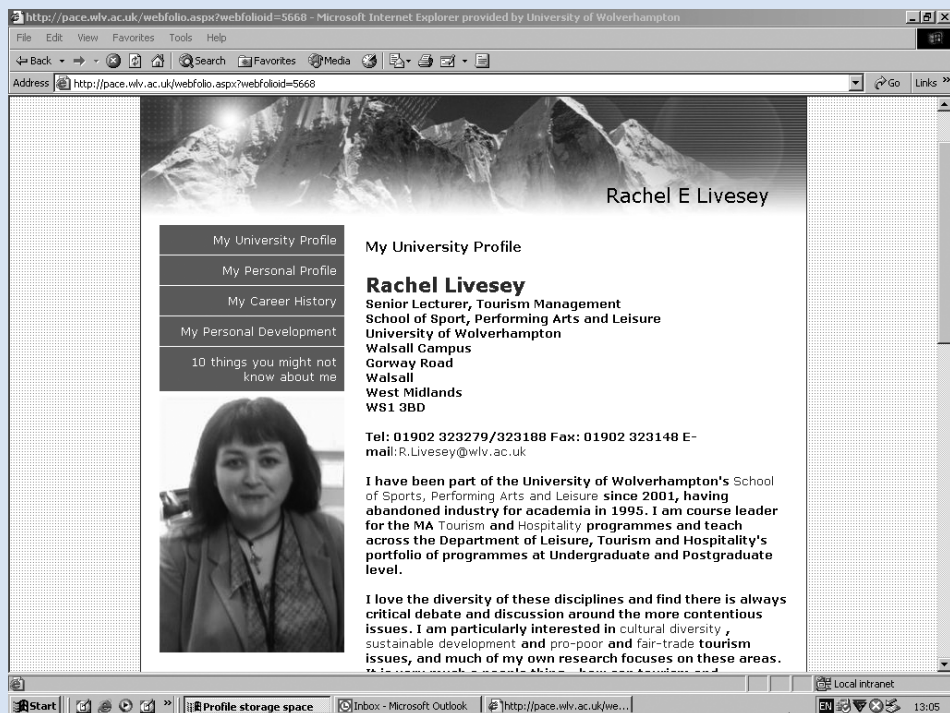 http://pace.wlv.ac.uk/webfolio.aspx?webfolioid=5668 - Microsoft Internet Explorer provided by University of Wolverhampton
File Edit View Favorites Tools Help
Back Search Favorites Media
Address http://pace.wlv.ac.uk/webfolio.aspx?webfolioid=5668 Go Links »
Rachel E Livesey
My University Profile
My Personal Profile
My Career History
My Personal Development
10 things you might not
know about me
My University Profile
Rachel Livesey
Senior Lecturer, Tourism Management
School of Sport, Performing Arts and Leisure
University of Wolverhampton
Walsall Campus
Gorway Road
Walsall
West Midlands
WS1 3BD
Tel: 01902 323279/323188 Fax: 01902 323148 E-
mail:R.Livesey@wlv.ac.uk
I have been part of the University of Wolverhampton's School
of Sports, Performing Arts and Leisure since 2001, having
abandoned industry for academia in 1995. I am course leader
for the MA Tourism and Hospitality programmes and teach
across the Department of Leisure, Tourism and Hospitality's
portfolio of programmes at Undergraduate and Postgraduate
level.
I love the diversity of these disciplines and find there is always
critical debate and discussion around the more contentious
issues. I am particularly interested in cultural diversity ,
sustainable development and pro-poor and fair-trade tourism
issues, and much of my own research focuses on these areas.
Local intranet
Start » Profile storage space Inbox - Microsoft Outlook http://pace.wlv.ac.uk/we... EN 13:05